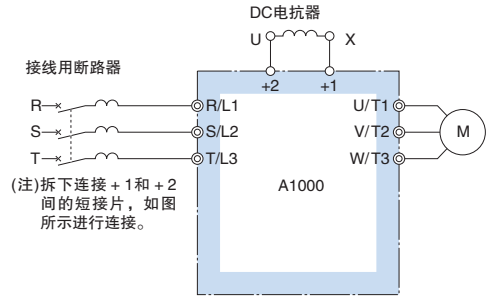 DC电抗器
U X
接线用断路器
+2 +1
R R/L1 U/T1
S S/L2 V/T2 M
T T/L3 W/T3
(注)拆下连接+1和+2
间的短接片，如图
所示进行连接。
A1000